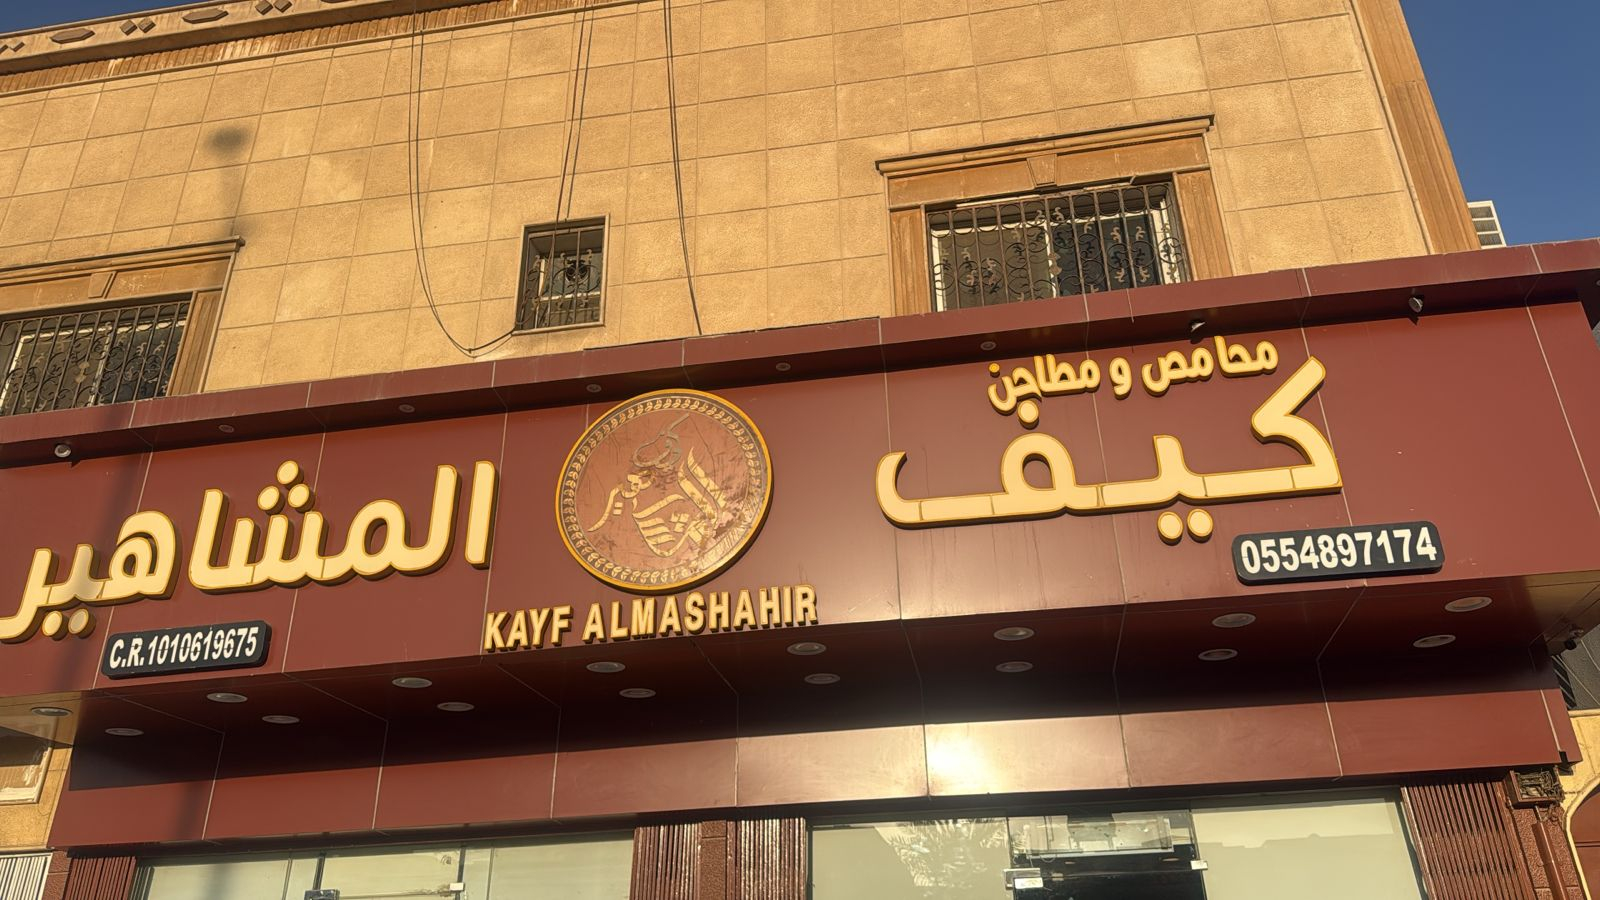 محامص و مطاحن
كيف المشاهير
KAYF ALMASHAHIR
0554897174
C.R.1010619675